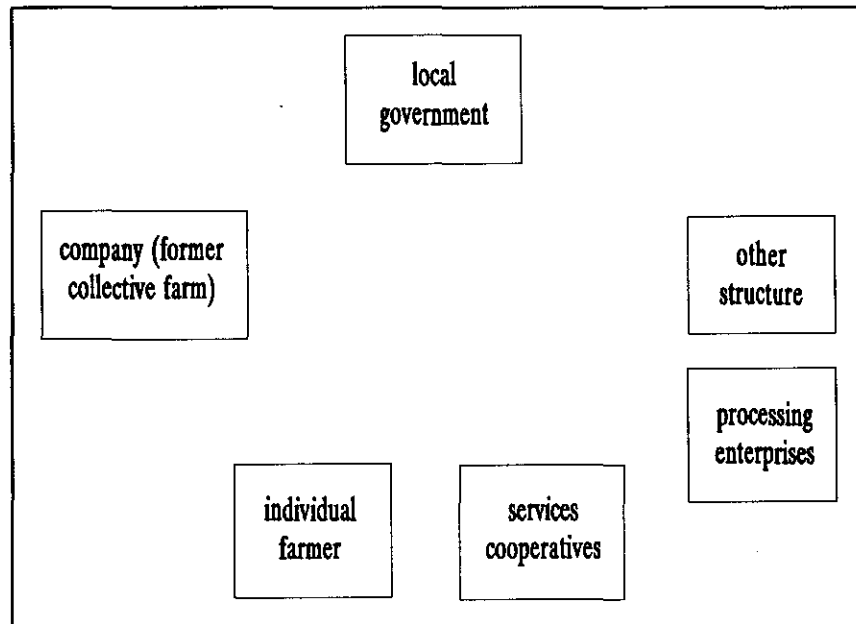 local
government
company (former
collective farm)
other
structure
processing
enterprises
individual
farmer
services
cooperatives